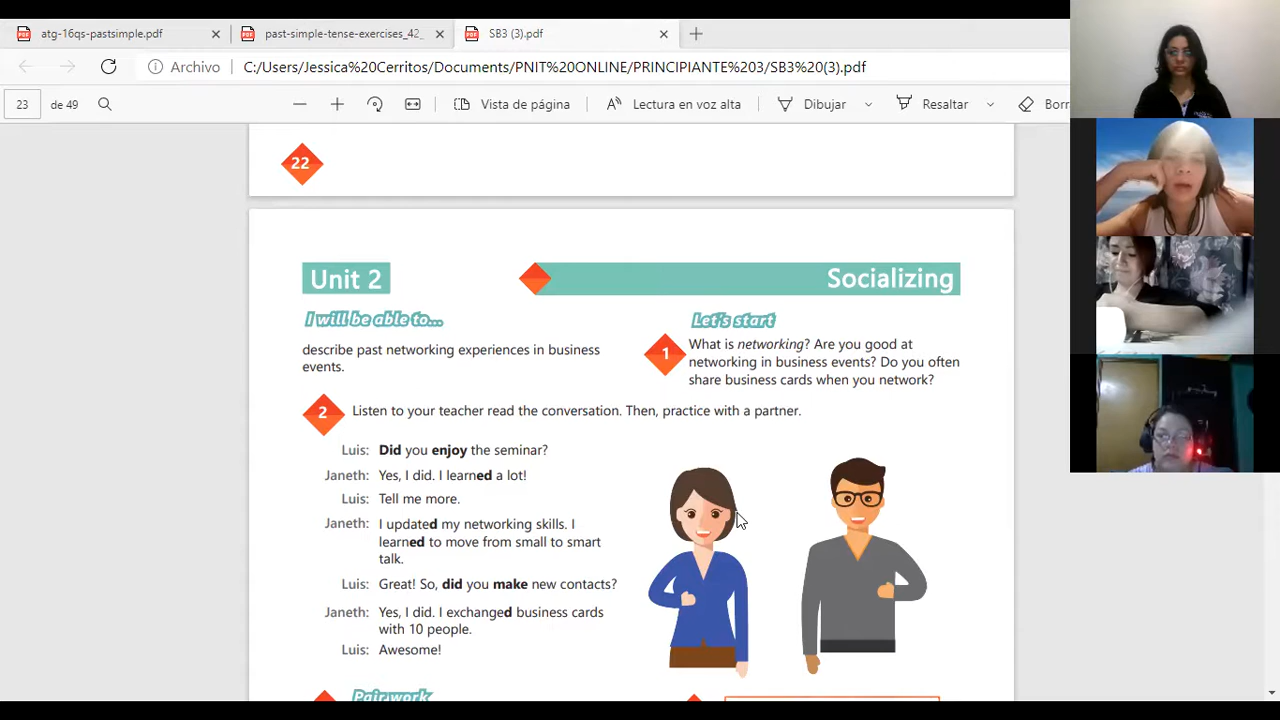 atg-16qs-pastsimple.pdf
past-simple-tense-exercises_42_
SB3 (3).pdf
Archivo
C:/Users/Jessica%20Cerritos/Documents/PNIT%20ONLINE/PRINCIPIANTE%203/SB3%20(3).pdf
23 de 49
Vista de página
Lectura en voz alta
Dibujar
Resaltar
Borr
22
Unit 2
Socializing
I will be able to...
describe past networking experiences in business
events.
Let's start
1
What is networking? Are you good at
networking in business events? Do you often
share business cards when you network?
2
Listen to your teacher read the conversation. Then, practice with a partner.
Luis: Did you enjoy the seminar?
Janeth: Yes, I did. I learned a lot!
Luis: Tell me more.
Janeth: I updated my networking skills. I
learned to move from small to smart
talk.
Luis: Great! So, did you make new contacts?
Janeth: Yes, I did. I exchanged business cards
with 10 people.
Luis: Awesome!
Pair work